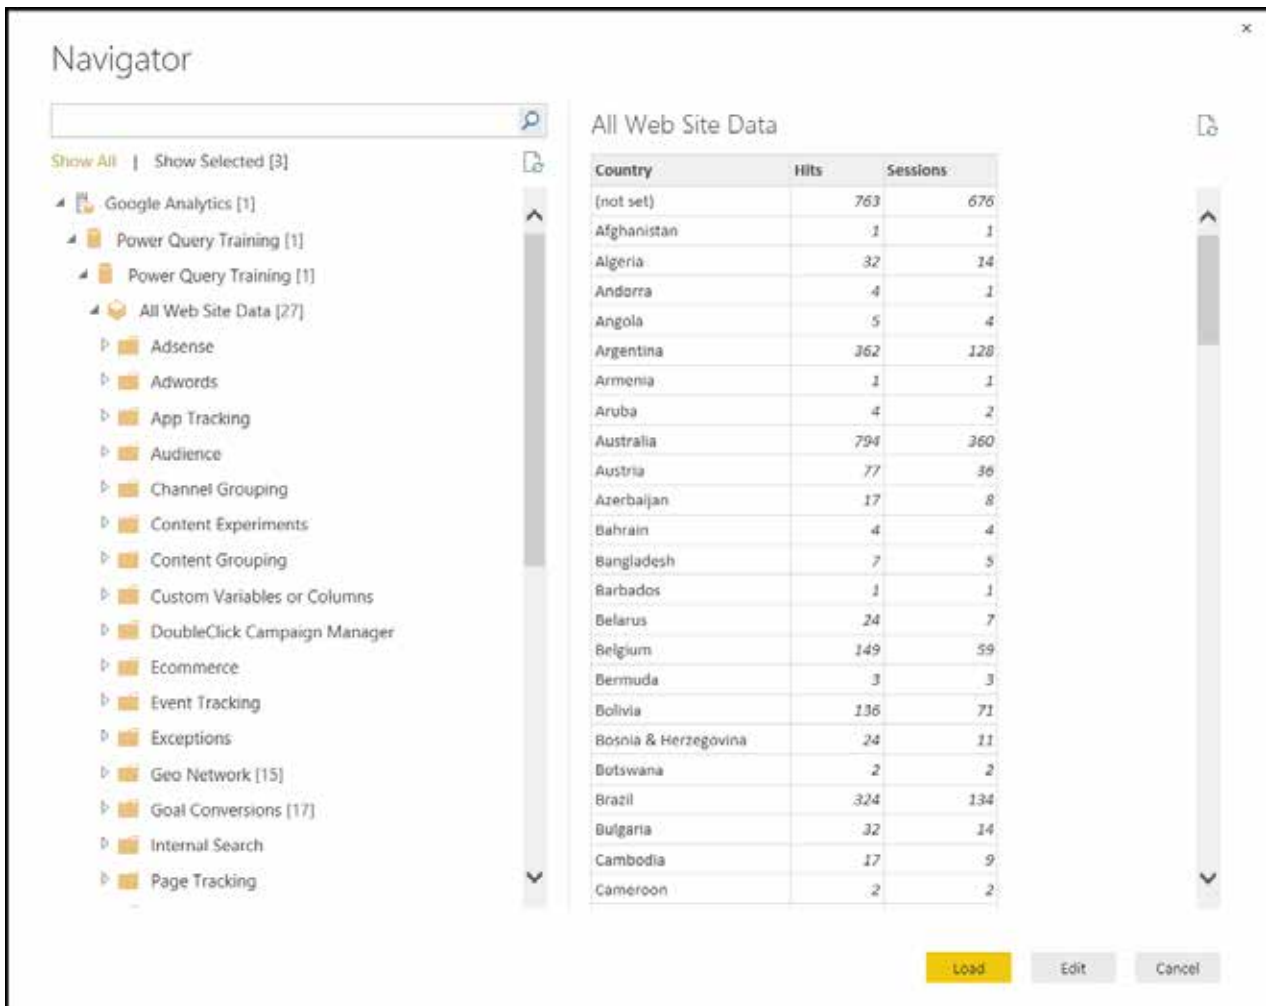 Navigator
Show All | Show Selected [3]
Google Analytics [1]
Power Query Training [1]
Power Query Training [1]
All Web Site Data [27]
Adsense
Adwords
App Tracking
Audience
Channel Grouping
Content Experiments
Content Grouping
Custom Variables or Columns
DoubleClick Campaign Manager
Ecommerce
Event Tracking
Exceptions
Geo Network [15]
Goal Conversions [17]
Internal Search
Page Tracking
All Web Site Data
Country Hits Sessions
(not set) 763 676
Afghanistan 1 1
Algeria 32 14
Andorra 4 1
Angola 5 4
Argentina 362 128
Armenia 1 1
Aruba 4 2
Australia 794 360
Austria 77 36
Azerbaijan 17 8
Bahrain 4 4
Bangladesh 7 5
Barbados 1 1
Belarus 24 7
Belgium 149 59
Bermuda 3 3
Bolivia 136 71
Bosnia & Herzegovina 24 11
Botswana 2 2
Brazil 324 134
Bulgaria 32 14
Cambodia 17 9
Cameroon 2 2
Load Edit Cancel